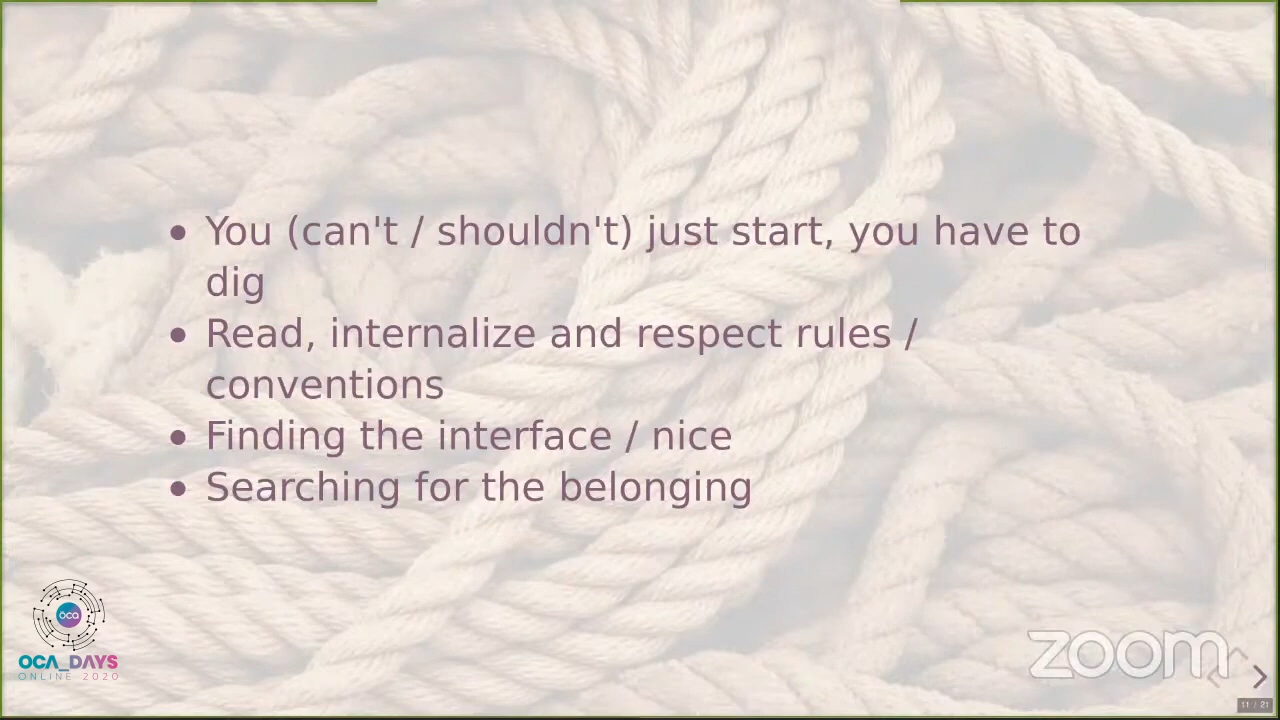 You (can't / shouldn't) just start, you have to
dig
Read, internalize and respect rules /
conventions
Finding the interface / nice
Searching for the belonging
oca
OCA_DAYS
ONLINE 2020
zoom
11 / 21